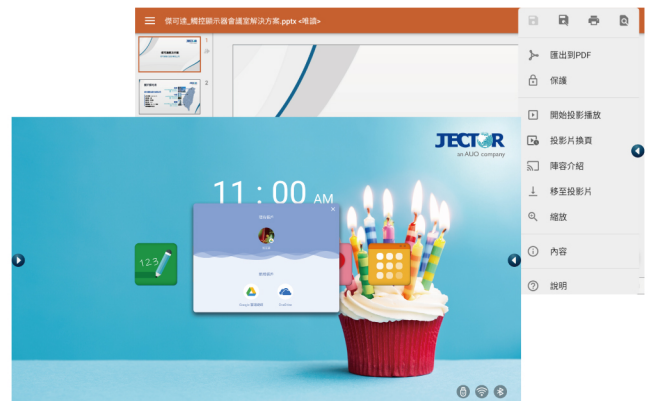 傑可達_觸控顯示器會議室解決方案.pptx <唯讀>
1
2
匯出到PDF
保護
開始投影播放
投影片換頁
陣容介紹
移至投影片
縮放
內容
說明
JECTOR
an AUO company
11 : 00 AM
123
OneDrive